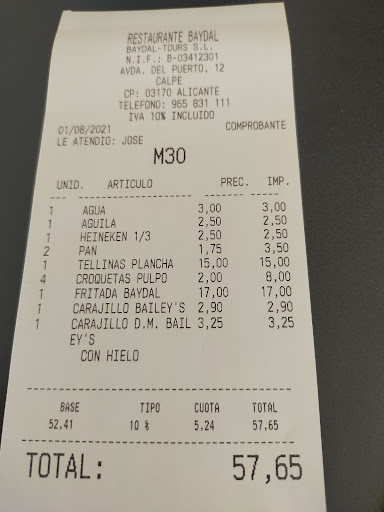 RESTAURANTE BAYDAL
BAYDAL-TOURS S.L.
N.I.F.: B-03412301
AVDA. DEL PUERTO, 12
CALPE
CP: 03170 ALICANTE
TELEFONO: 965 831 111
IVA 10% INCLUIDO
01/08/2021 COMPROBANTE
LE ATENDIO: JOSE
M30
UNID. ARTICULO PREC. IMP.
1 AGUA 3,00 3,00
1 AGUILA 2,50 2,50
1 HEINEKEN 1/3 2,50 2,50
2 PAN 1,75 3,50
1 TELLINAS PLANCHA 15,00 15,00
4 CROQUETAS PULPO 2,00 8,00
1 FRITADA BAYDAL 17,00 17,00
1 CARAJILLO BAILEY'S 2,90 2,90
1 CARAJILLO D.M. BAIL 3,25 3,25
EY'S
CON HIELO
BASE TIPO CUOTA TOTAL
52,41 10 % 5.24 57,65
TOTAL: 57,65